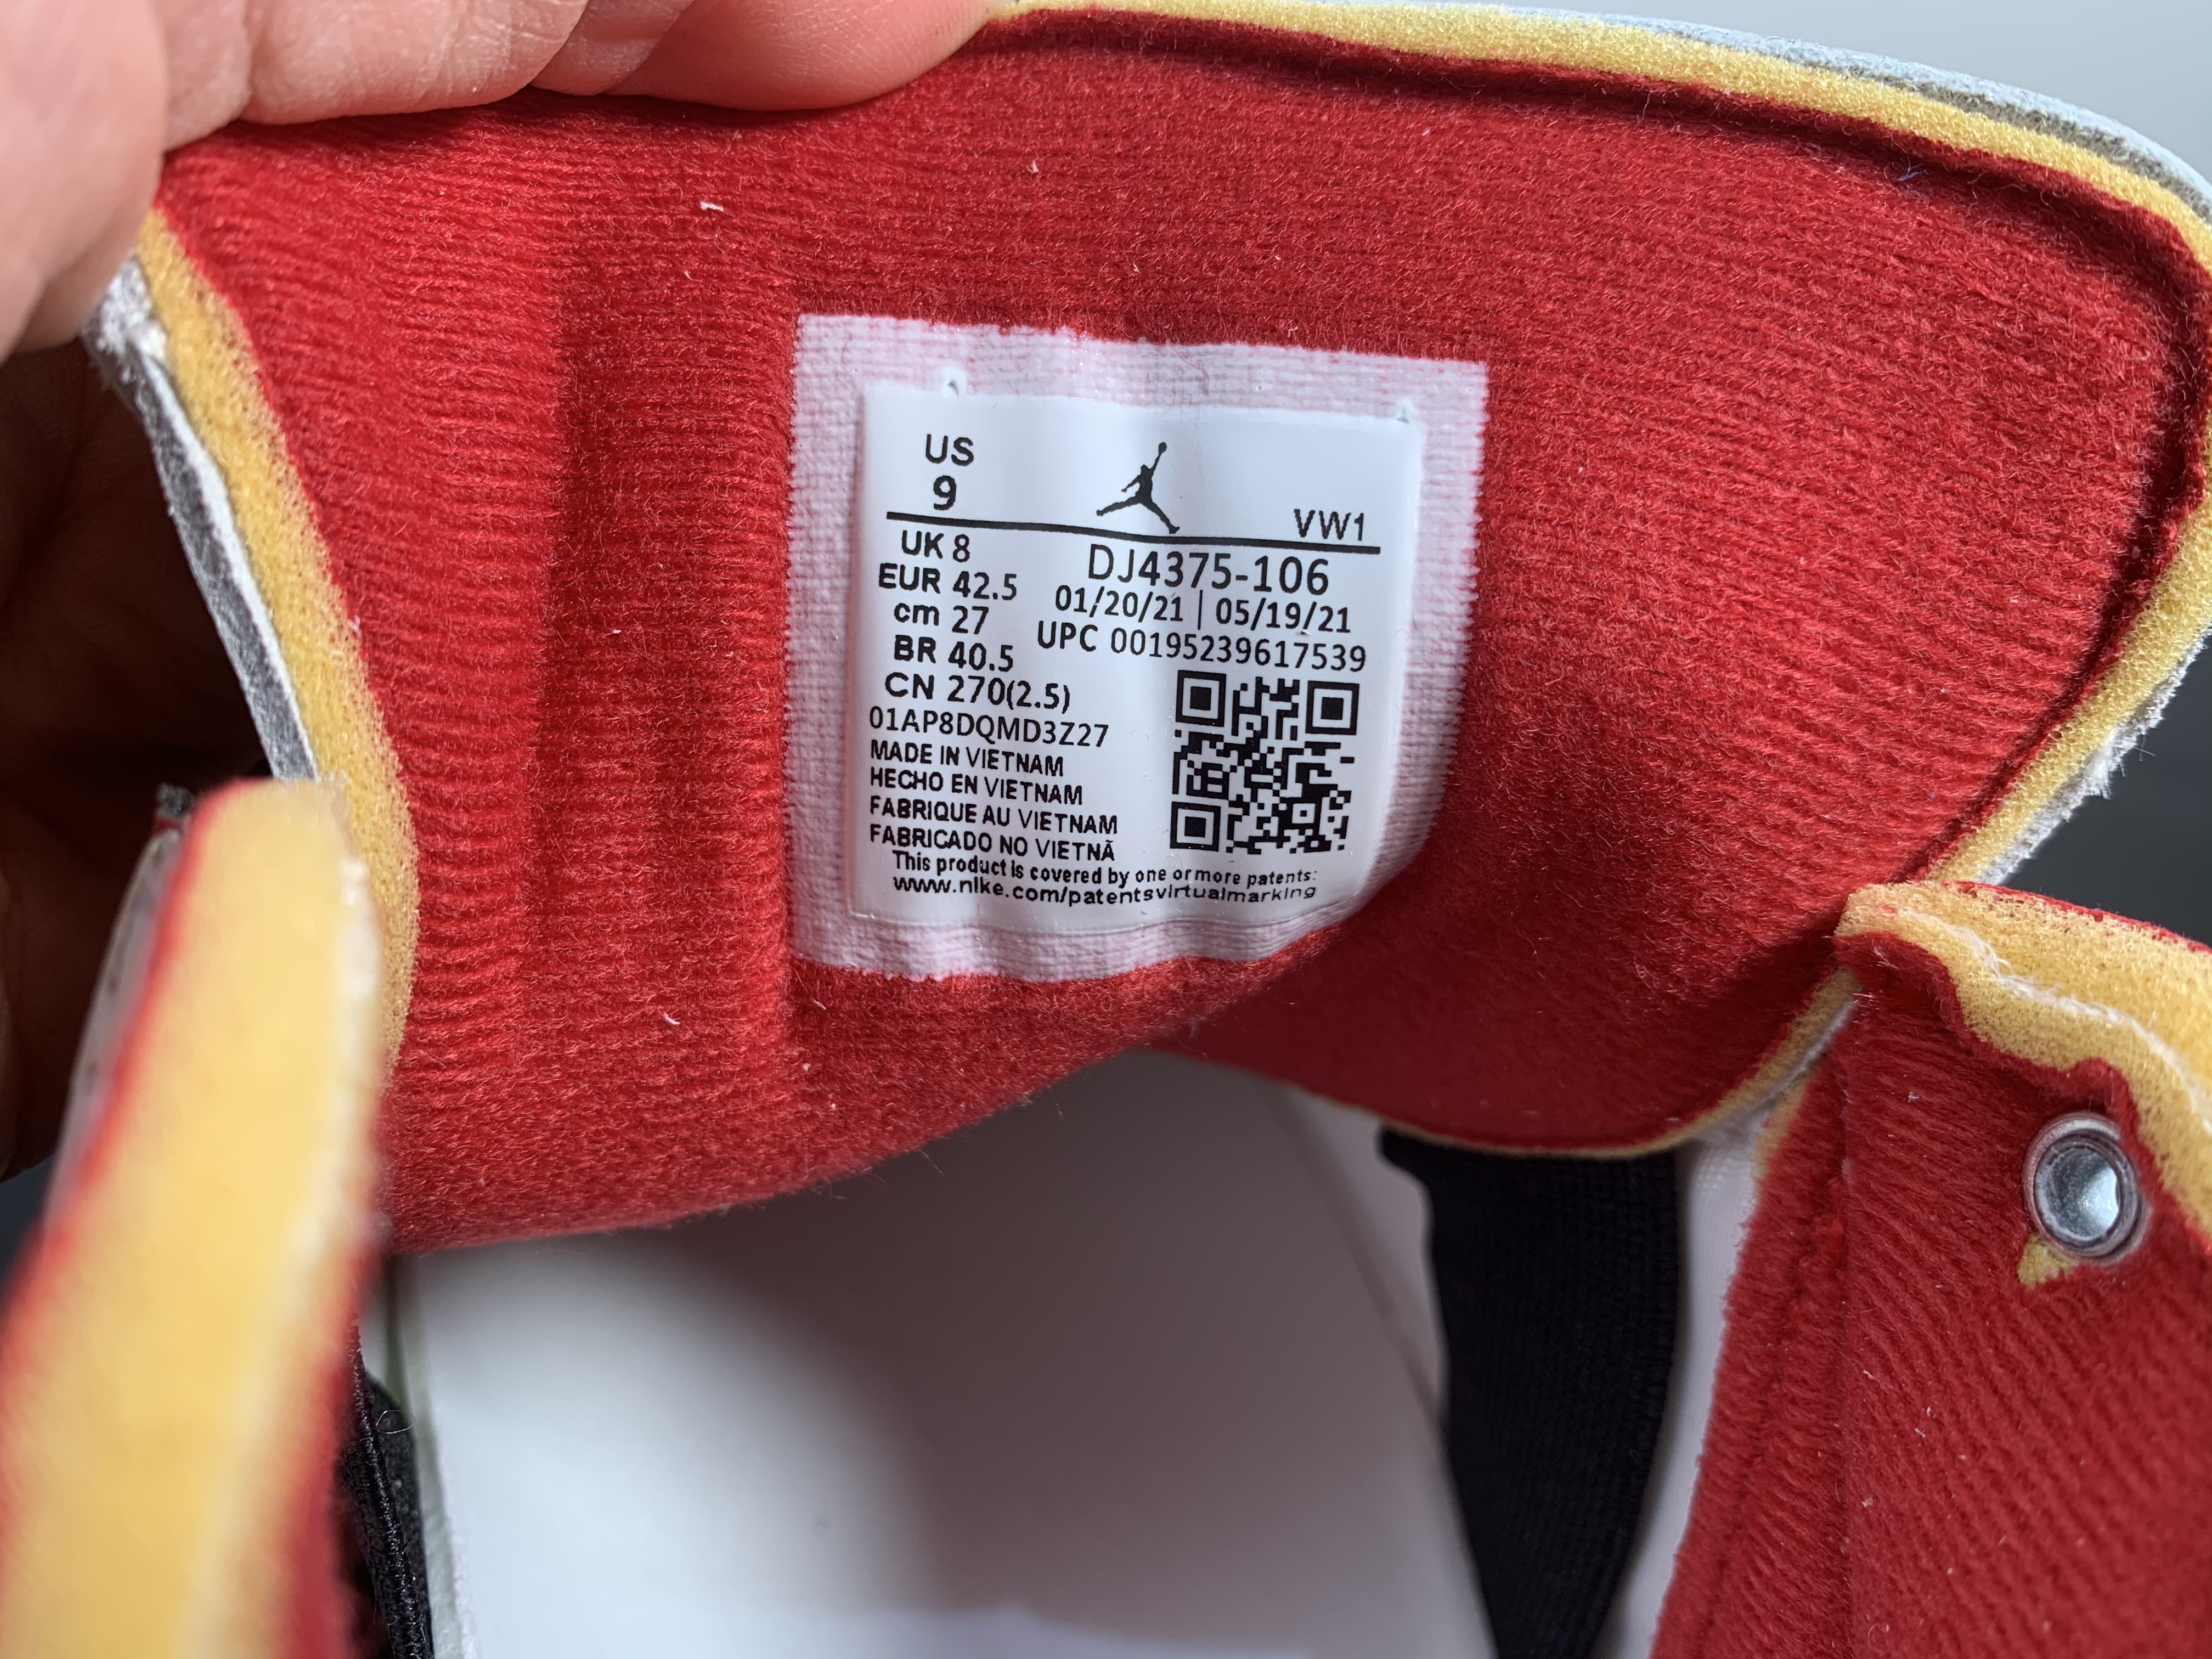 US
9
VW1
UK 8
DJ4375-106
EUR 42.5
01/20/21 | 05/19/21
cm 27
UPC 00195239617539
BR 40.5
CN 270(2.5)
01AP8DQMD3Z27
MADE IN VIETNAM
HECHO EN VIETNAM
FABRIQUE AU VIETNAM
FABRICADO NO VIETNÃ
This product is covered by one or more patents:
www.nike.com/patentsvirtualmarking